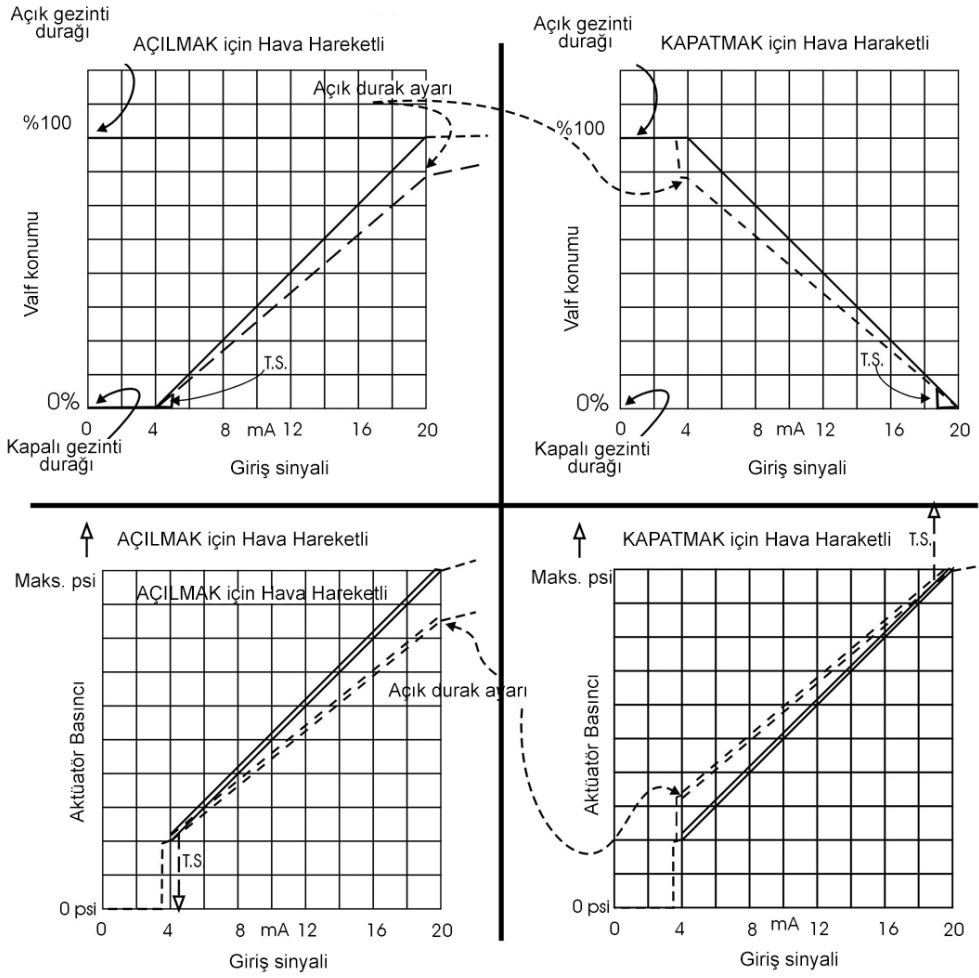 Açık gezinti
durağı
AÇILMAK için Hava Hareketli
Açık durak ayarı
%100
Valf konumu
T.S.
0%
0 4 8 mA 12 16 20
Kapalı gezinti
durağı
Giriş sinyali
Açık gezinti
durağı
KAPATMAK için Hava Haraketli
%100
Valf konumu
T.S.
0%
0 4 8 mA 12 16 20
Kapalı gezinti
durağı
Giriş sinyali
AÇILMAK için Hava Hareketli
Maks. psi
AÇILMAK için Hava Hareketli
Açık durak ayarı
Aktüatör Basıncı
T.S
0 psi
0 4 8 mA 12 16 20
Giriş sinyali
KAPATMAK için Hava Haraketli
T.S.
Maks. psi
Aktüatör Basıncı
0 psi
0 4 8 mA 12 16 20
Giriş sinyali